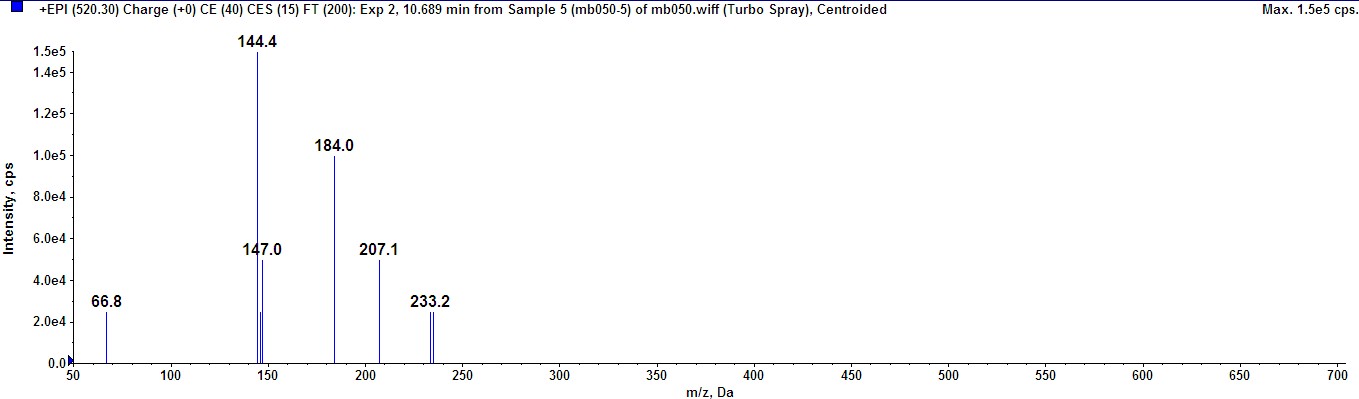 +EPI (520.30) Charge (+0) CE (40) CES (15) FT (200): Exp 2, 10.689 min from Sample 5 (mb050-5) of mb050.wiff (Turbo Spray), Centroided
Max. 1.5e5 cps.
144.4
1.5e5
1.4e5
1.2e5
184.0
1.0e5
8.0e4
6.0e4
147.0
207.1
4.0e4
66.8
233.2
2.0e4
0.0
50 100 150 200 250 300 350 400 450 500 550 600 650 700
m/z, Da
Intensity, cps